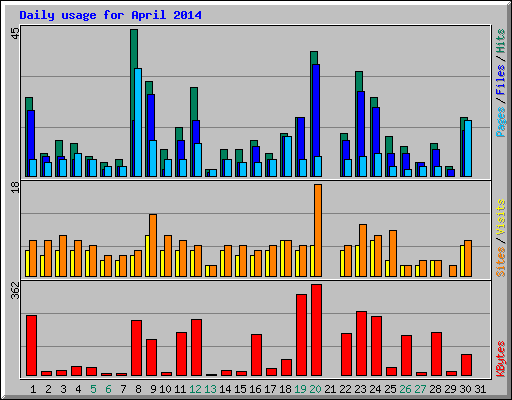 Daily usage for April 2014
45
Pages / Files / Hits
18
Sites / Visits
362
KBytes
1 2 3 4 5 6 7 8 9 10 11 12 13 14 15 16 17 18 19 20 21 22 23 24 25 26 27 28 29 30 31